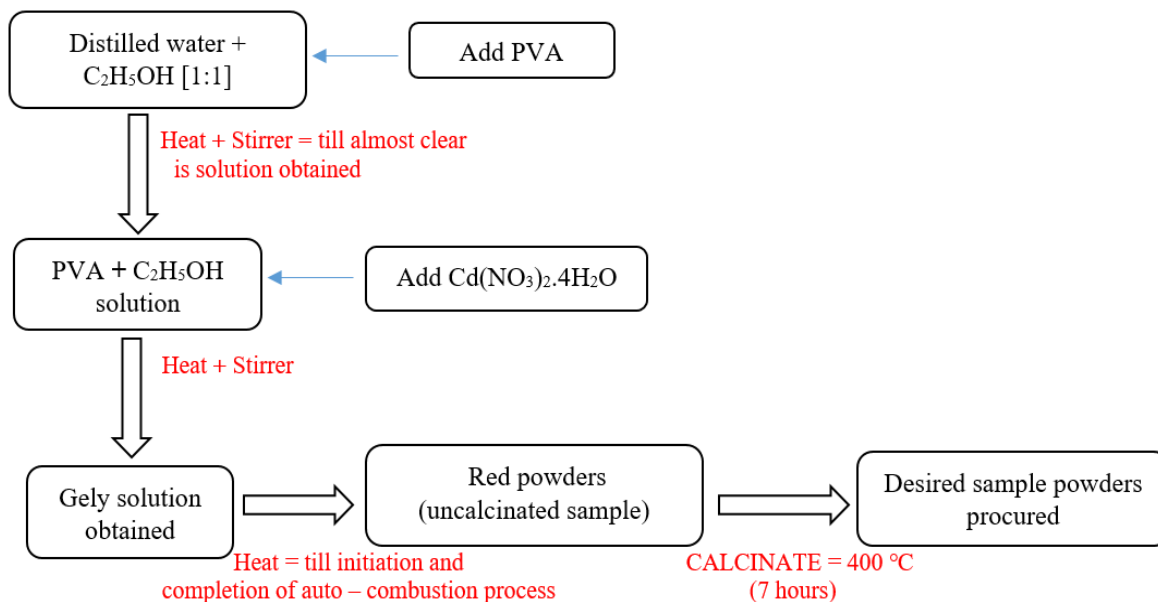 Distilled water +
C₂H₅OH [1:1]
Add PVA
Heat + Stirrer = till almost clear
is solution obtained
PVA + C₂H₅OH
solution
Add Cd(NO₃)₂.4H₂O
Heat + Stirrer
Gely solution
obtained
Red powders
(uncalcinated sample)
Desired sample powders
procured
Heat = till initiation and
completion of auto – combustion process
CALCINATE = 400 °C
(7 hours)